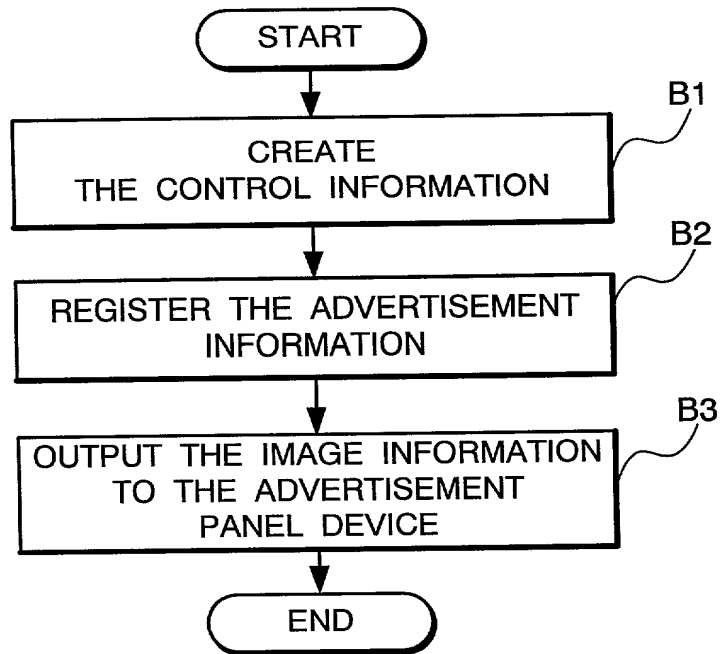 START
B1
CREATE
THE CONTROL INFORMATION
B2
REGISTER THE ADVERTISEMENT
INFORMATION
B3
OUTPUT THE IMAGE INFORMATION
TO THE ADVERTISEMENT
PANEL DEVICE
END